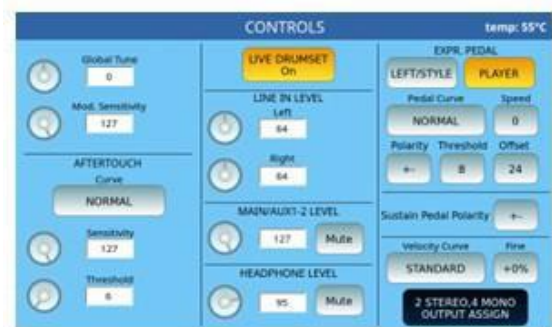 CONTROLS
temp: 55°C
Global Tune
0
Mod. Sensitivity
127
AFTERTOUCH
Curve
NORMAL
Sensitivity
127
Threshold
6
LIVE DRUMSET
On
LINE IN LEVEL
Left
64
Right
64
MAIN/AUX1-2 LEVEL
127 Mute
HEADPHONE LEVEL
95 Mute
EXPR. PEDAL
LEFT/STYLE PLAYER
Pedal Curve Speed
NORMAL 0
Polarity Threshold Offset
+- 8 24
Sustain Pedal Polarity +-
Velocity Curve Fine
STANDARD +0%
2 STEREO,4 MONO
OUTPUT ASSIGN